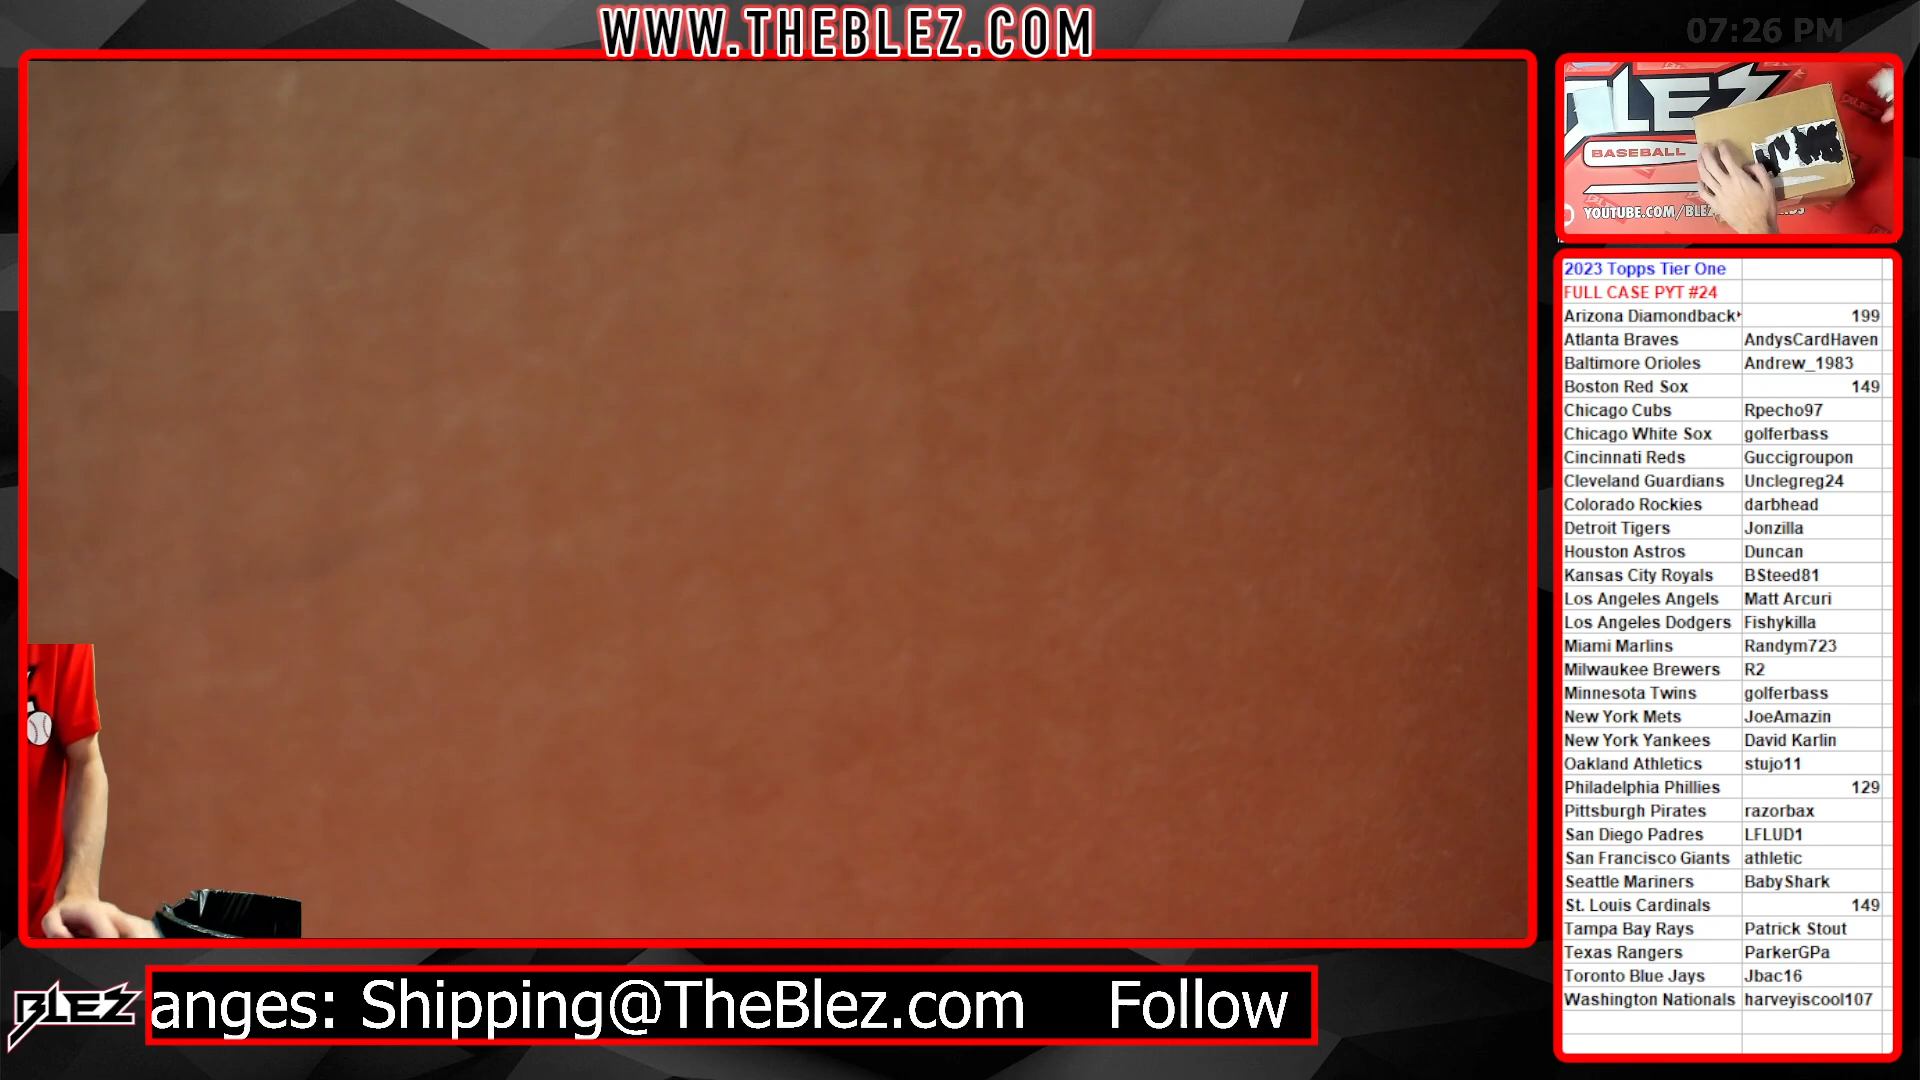 WWW.THEBLEZ.COM
07:26 PM
BLEZ
BASEBALL
YOUTUBE.COM/BLEZ
2023 Topps Tier One
FULL CASE PYT #24
Arizona Diamondback 199
Atlanta Braves AndysCardHaven
Baltimore Orioles Andrew_1983
Boston Red Sox 149
Chicago Cubs Rpecho97
Chicago White Sox golferbass
Cincinnati Reds Guccigroupon
Cleveland Guardians Unclegreg24
Colorado Rockies darbhead
Detroit Tigers Jonzilla
Houston Astros Duncan
Kansas City Royals BSteed81
Los Angeles Angels Matt Arcuri
Los Angeles Dodgers Fishykilla
Miami Marlins Randym723
Milwaukee Brewers R2
Minnesota Twins golferbass
New York Mets JoeAmazin
New York Yankees David Karlin
Oakland Athletics stujo11
Philadelphia Phillies 129
Pittsburgh Pirates razorbax
San Diego Padres LFLUD1
San Francisco Giants athletic
Seattle Mariners BabyShark
St. Louis Cardinals 149
Tampa Bay Rays Patrick Stout
Texas Rangers ParkerGPa
Toronto Blue Jays Jbac16
Washington Nationals harveyiscool107
BLEZ
anges: Shipping@TheBlez.com Follow